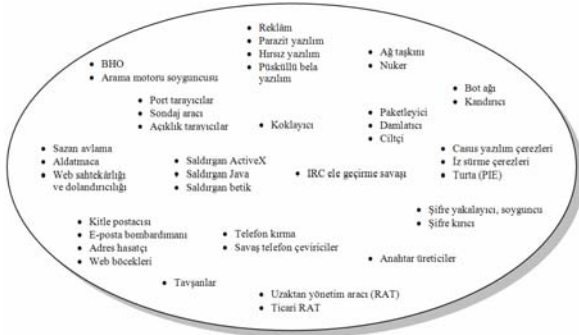 • Reklâm
• Parazit yazılım
• Hırsız yazılım
• Püsküllü bela
yazılım
• Ağ taşkını
• Nuker
• BHO
• Arama motoru soyguncusu
• Bot ağı
• Kandırıcı
• Port tarayıcılar
• Sondaj aracı
• Açıklık tarayıcılar
• Koklayıcı
• Paketleyici
• Damlatıcı
• Ciltçi
• Sazan avlama
• Aldatmaca
• Web sahtekârlığı
ve dolandırıcılığı
• Saldırgan ActiveX
• Saldırgan Java
• Saldırgan betik
• IRC ele geçirme savaşı
• Casus yazılım çerezleri
• İz sürme çerezleri
• Turta (PIE)
• Şifre yakalayıcı, soyguncu
• Şifre kırıcı
• Kitle postacısı
• E-posta bombardımanı
• Adres hasatçı
• Web böcekleri
• Telefon kırma
• Savaş telefon çeviriciler
• Anahtar üreticiler
• Tavşanlar
• Uzaktan yönetim aracı (RAT)
• Ticari RAT